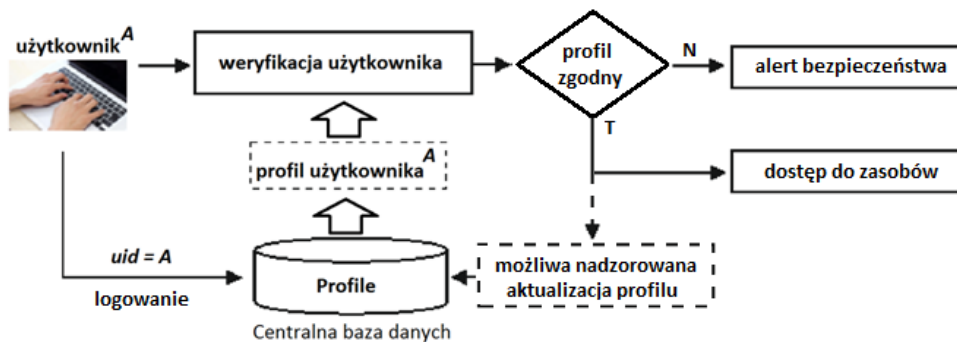 użytkownik A
weryfikacja użytkownika
profil
zgodny
N
alert bezpieczeństwa
T
profil użytkownika A
dostęp do zasobów
uid = A
logowanie
Profile
możliwa nadzorowana
aktualizacja profilu
Centralna baza danych